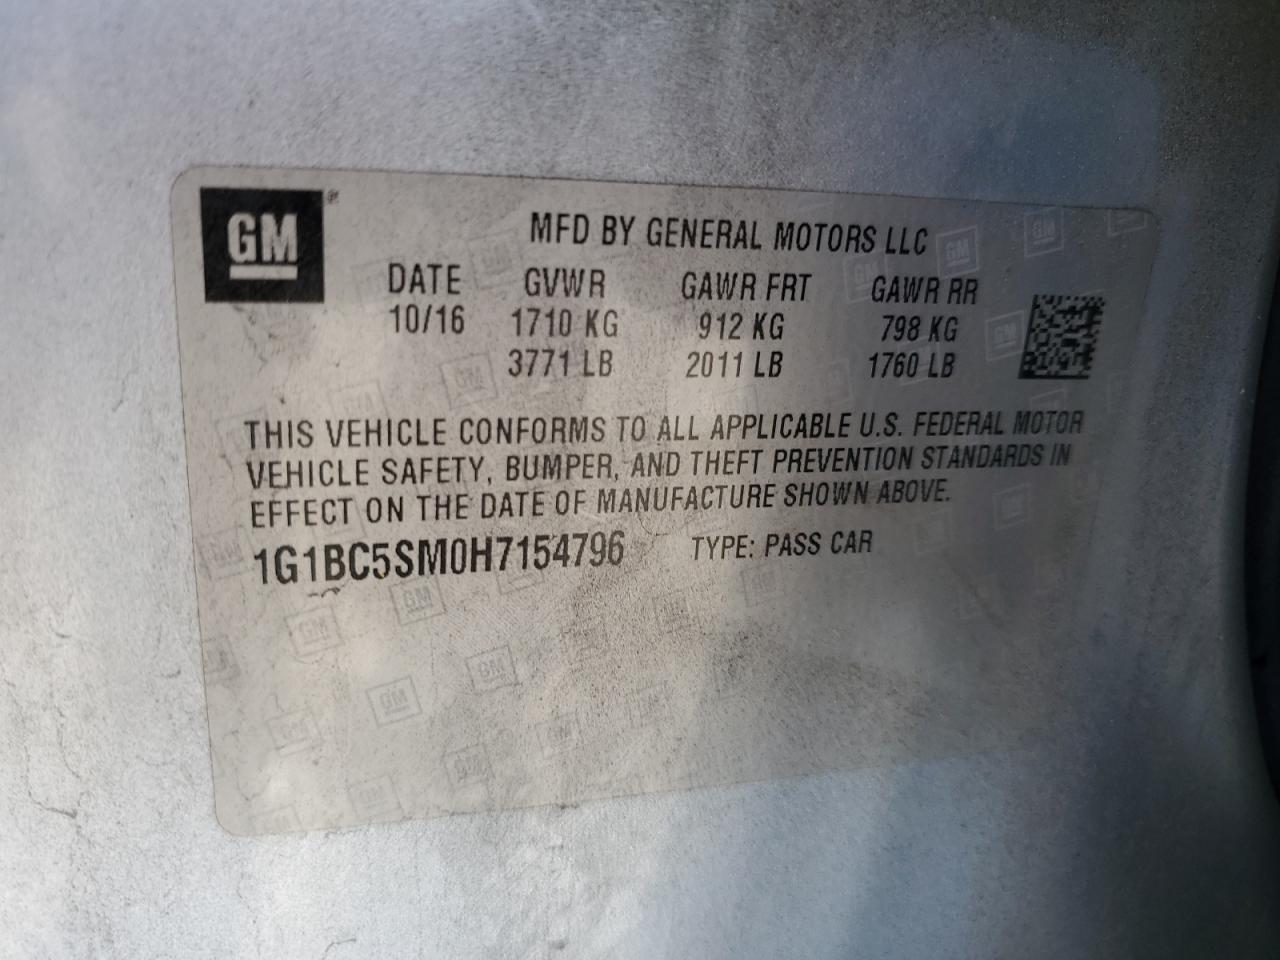 GM
MFD BY GENERAL MOTORS LLC
DATE GVWR GAWR FRT GAWR RR
10/16 1710 KG 912 KG 798 KG
3771 LB 2011 LB 1760 LB
THIS VEHICLE CONFORMS TO ALL APPLICABLE U.S. FEDERAL MOTOR
VEHICLE SAFETY, BUMPER, AND THEFT PREVENTION STANDARDS IN
EFFECT ON THE DATE OF MANUFACTURE SHOWN ABOVE.
1G1BC5SM0H7154796 TYPE: PASS CAR